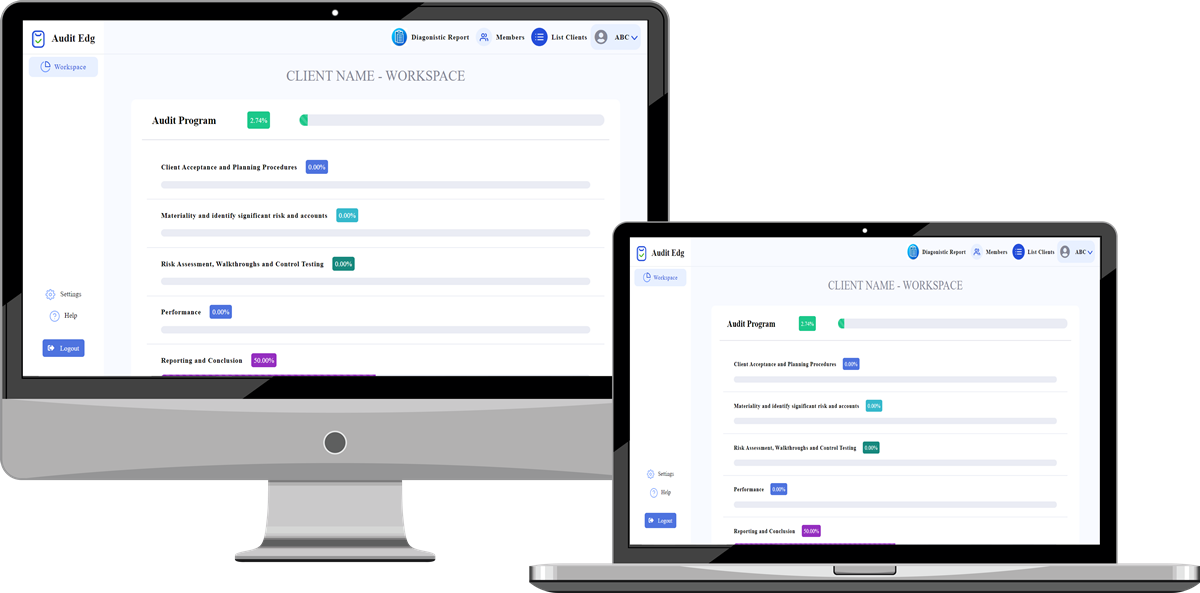 Audit Edg
Diagonistic Report
Members
List Clients
ABC
Workspace
CLIENT NAME - WORKSPACE
Audit Program
2.74%
Client Acceptance and Planning Procedures
0.00%
Materiality and identify significant risk and accounts
0.00%
Risk Assessment, Walkthroughs and Control Testing
0.00%
Performance
0.00%
Reporting and Conclusion
50.00%
Settings
Help
Logout
Audit Edg
Diagonistic Report
Members
List Clients
ABC
Workspace
CLIENT NAME - WORKSPACE
Audit Program
2.74%
Client Acceptance and Planning Procedures
0.00%
Materiality and identify significant risk and accounts
0.00%
Risk Assessment, Walkthroughs and Control Testing
0.00%
Performance
0.00%
Reporting and Conclusion
50.00%
Settings
Help
Logout